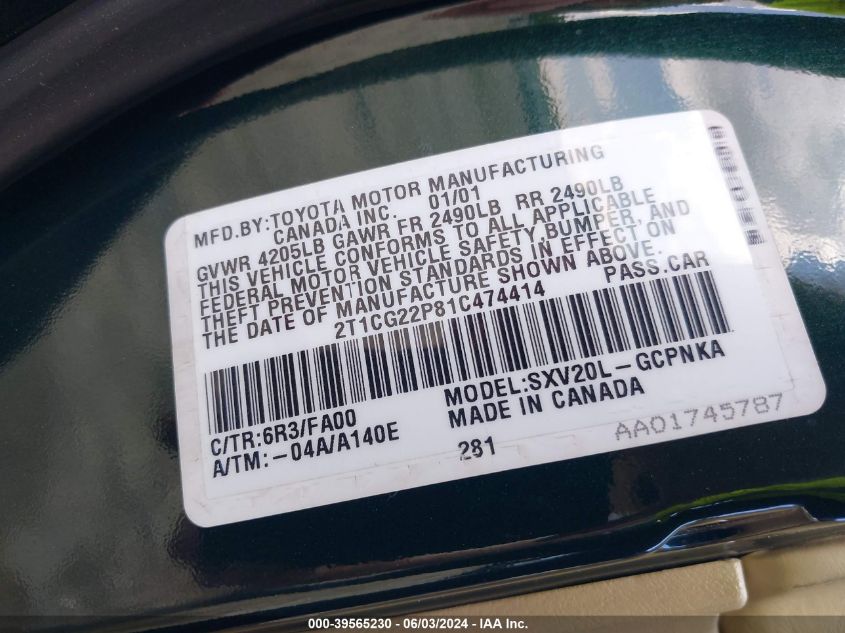 MFD.BY:TOYOTA MOTOR MANUFACTURING
CANADA INC. 01/01
GVWR 4205LB GAWR FR 2490LB RR 2490LB
THIS VEHICLE CONFORMS TO ALL APPLICABLE
FEDERAL MOTOR VEHICLE SAFETY BUMPER, AND
THEFT PREVENTION STANDARDS IN EFFECT ON
THE DATE OF MANUFACTURE SHOWN ABOVE.
2T1CG22P81C474414 PASS.CAR
C/TR:6R3/FA00 MODEL:SXV20L-GCPNKA
A/TM:-04A/A140E MADE IN CANADA
281 AA01745787
000-39565230 - 06/03/2024 - IAA Inc.